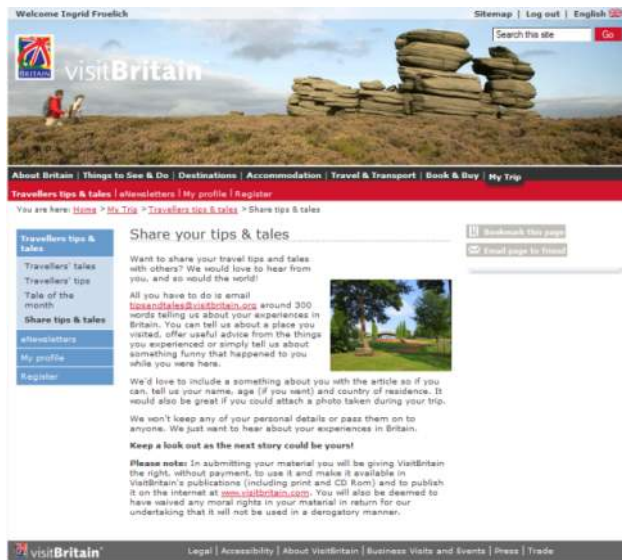 Welcome Ingrid Froelich
Sitemap | Log out | English
Search this site Go
BRITAIN
visitBritain
About Britain | Things to See & Do | Destinations | Accommodation | Travel & Transport | Book & Buy | My Trip
Travellers tips & tales | eNewsletters | My profile | Register
You are here: Home > My Trip > Travellers tips & tales > Share tips & tales
Travellers tips &
tales
Travellers' tales
Travellers' tips
Tale of the
month
Share tips & tales
eNewsletters
My profile
Register
Share your tips & tales
Want to share your travel tips and tales
with others? We would love to hear from
you, and so would the world!
All you have to do is email
tipsandtales@visitbritain.org around 300
words telling us about your experiences in
Britain. You can tell us about a place you
visited, offer useful advice from the things
you experienced or simply tell us about
something funny that happened to you
while you were here.
We'd love to include a something about you with the article so if you
can, tell us your name, age (if you want) and country of residence. It
would also be great if you could attach a photo taken during your trip.
We won't keep any of your personal details or pass them on to
anyone. We just want to hear about your experiences in Britain.
Keep a look out as the next story could be yours!
Please note: In submitting your material you will be giving VisitBritain
the right, without payment, to use it and make it available in
VisitBritain's publications (including print and CD Rom) and to publish
it on the internet at www.visitbritain.com. You will also be deemed to
have waived any moral rights in your material in return for our
undertaking that it will not be used in a derogatory manner.
Bookmark this page
Email page to friend
visitBritain
Legal | Accessibility | About VisitBritain | Business Visits and Events | Press | Trade